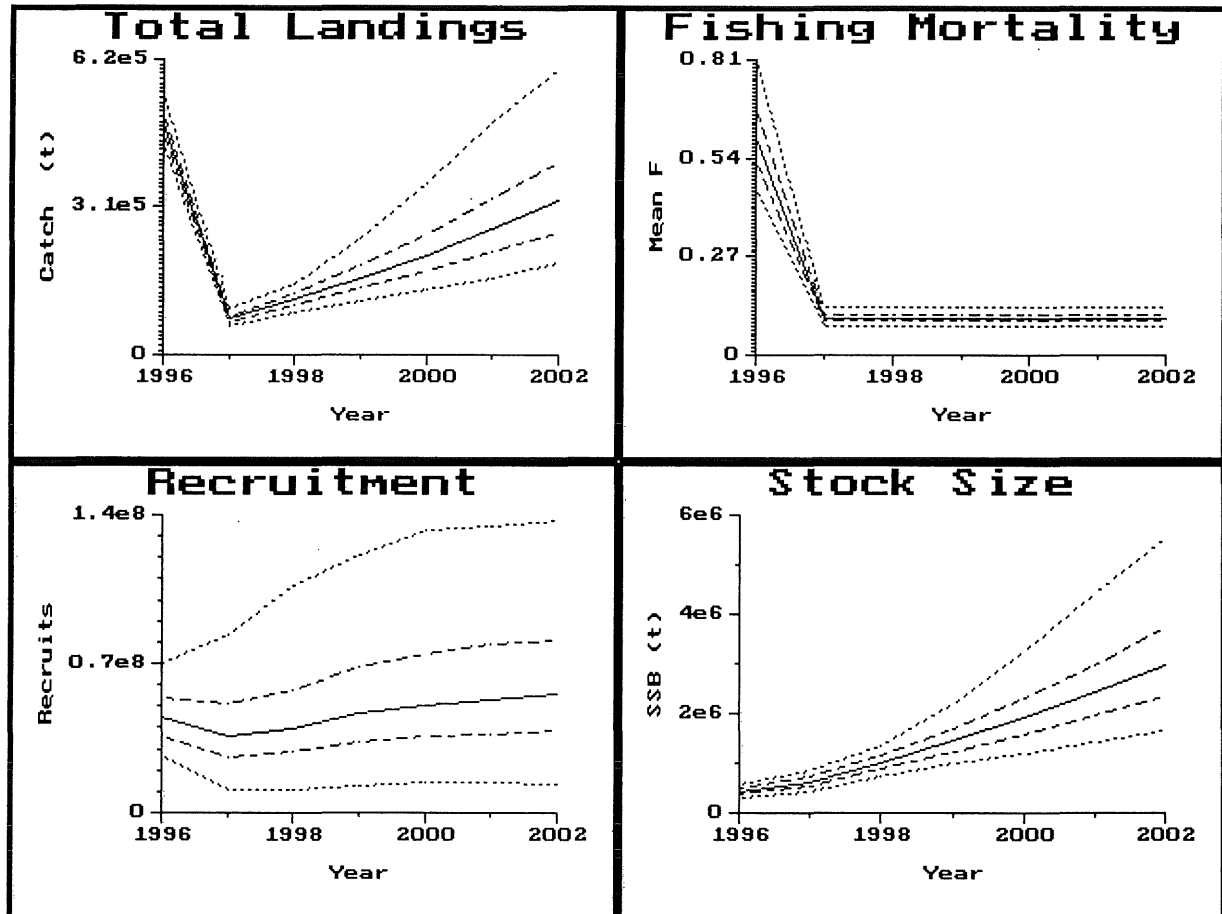 Total Landings
6.2e5
3.1e5
0
Catch (t)
1996 1998 2000 2002
Year
Fishing Mortality
0.81
0.54
0.27
0
Mean F
1996 1998 2000 2002
Year
Recruitment
1.4e8
0.7e8
0
Recruits
1996 1998 2000 2002
Year
Stock Size
6e6
4e6
2e6
0
SSB (t)
1996 1998 2000 2002
Year